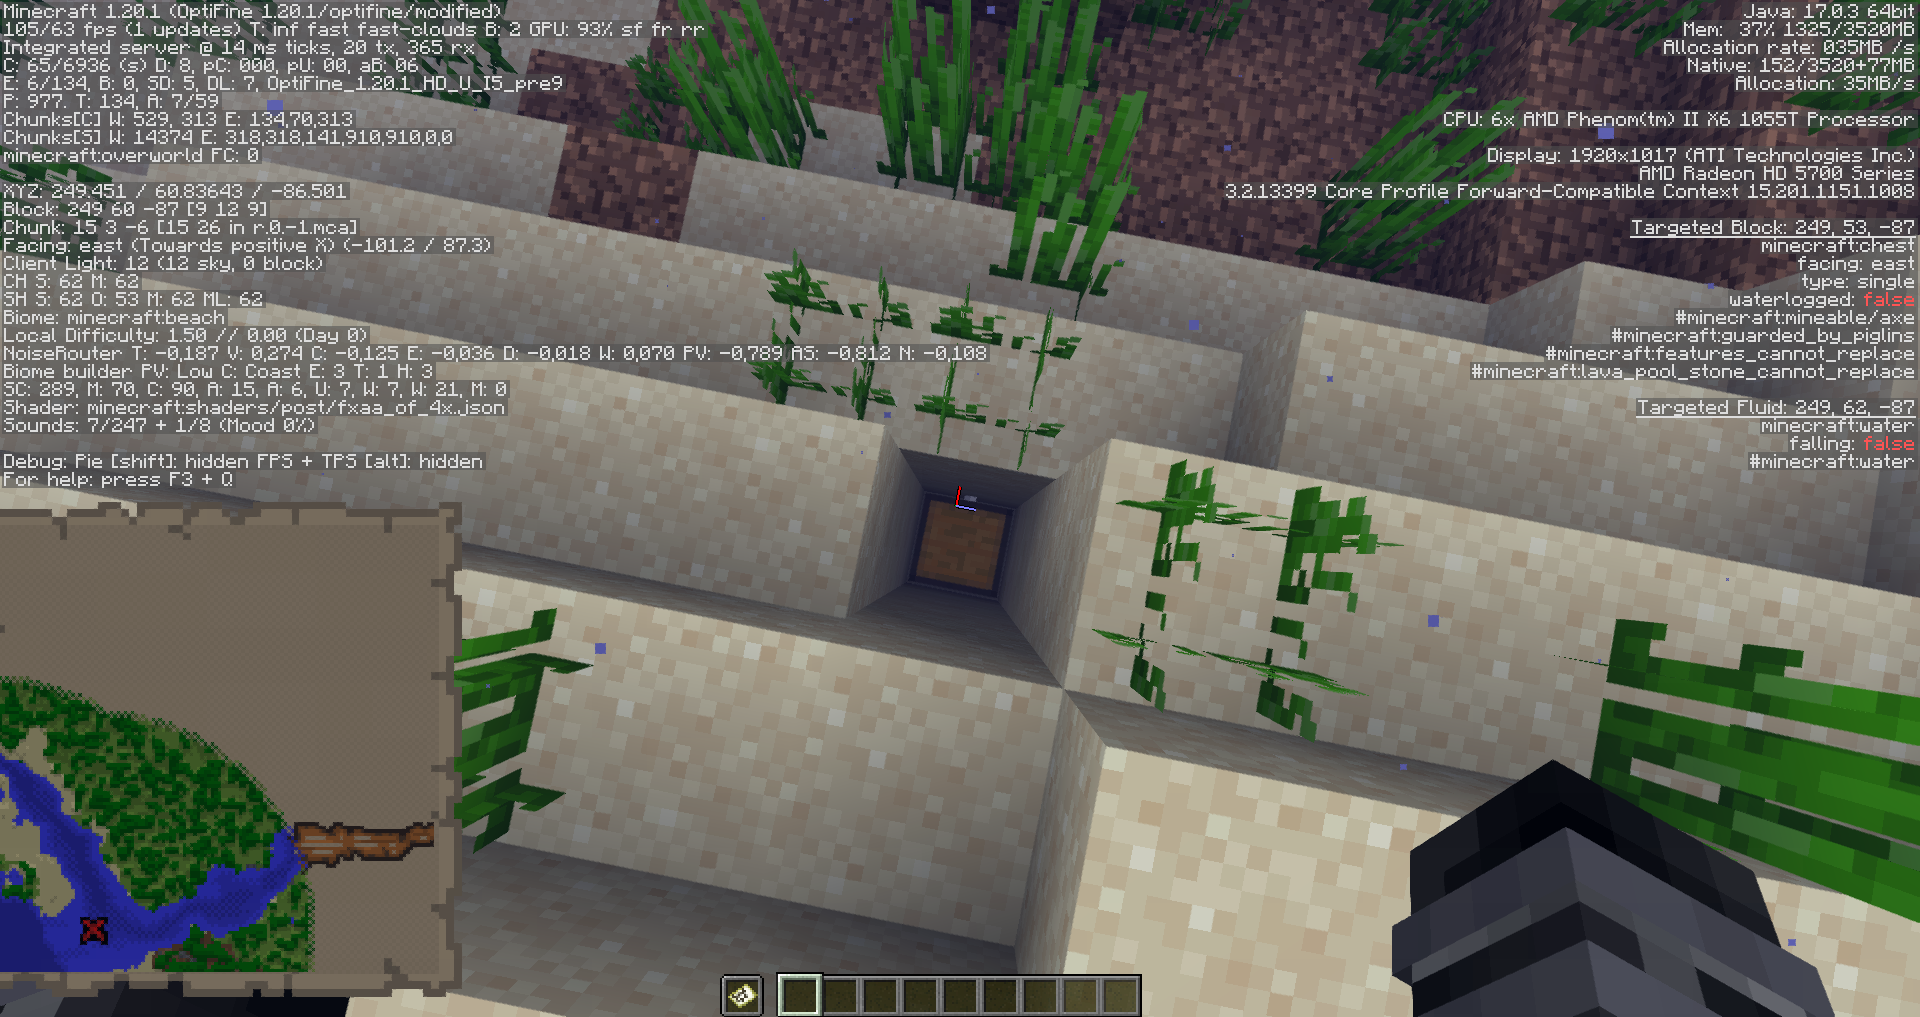 Minecraft 1.20.1 (OptiFine 1.20.1/optifine/modified)
105/63 fps (1 updates) T: inf fast fast-clouds B: 2 GPU: 93% sf fr rr
Integrated server @ 14 ms ticks, 20 tx, 365 rx
C: 65/6936 (s) D: 8, pC: 000, pU: 00, aB: 06
E: 6/134, B: 0, SD: 5, DL: 7, OptiFine_1.20.1_HD_U_I5_pre9
P: 977. T: 134, A: 7/59
Chunks[C] W: 529, 313 E: 134,70,313
Chunks[S] W: 14374 E: 318,318,141,910,910,0,0
minecraft:overworld FC: 0
XYZ: 249.451 / 60.83643 / -86.501
Block: 249 60 -87 [9 12 9]
Chunk: 15 3 -6 [15 26 in r.0.-1.mca]
Facing: east (Towards positive X) (-101.2 / 87.3)
Client Light: 12 (12 sky, 0 block)
CH S: 62 M: 62
SH S: 62 O: 53 M: 62 ML: 62
Biome: minecraft:beach
Local Difficulty: 1.50 // 0.00 (Day 0)
NoiseRouter T: -0,187 V: 0,274 C: -0,125 E: -0,036 D: -0,018 W: 0,070 PV: -0,789 AS: -0,812 N: -0,108
Biome builder PV: Low C: Coast E: 3 T: 1 H: 3
SC: 289, M: 70, C: 90, A: 15, A: 6, U: 7, W: 7, W: 21, M: 0
Shader: minecraft:shaders/post/fxaa_of_4x.json
Sounds: 7/247 + 1/8 (Mood 0%)
Debug: Pie [shift]: hidden FPS + TPS [alt]: hidden
For help: press F3 + Q
Java: 17.0.3 64bit
Mem: 37% 1325/3520MB
Allocation rate: 035MB /s
Native: 152/3520+77MB
Allocation: 35MB/s
CPU: 6x AMD Phenom(tm) II X6 1055T Processor
Display: 1920x1017 (ATI Technologies Inc.)
AMD Radeon HD 5700 Series
3.2.13399 Core Profile Forward-Compatible Context 15.201.1151.1008
Targeted Block: 249, 53, -87
minecraft:chest
facing: east
type: single
waterlogged: false
#minecraft:mineable/axe
#minecraft:guarded_by_piglins
#minecraft:features_cannot_replace
#minecraft:lava_pool_stone_cannot_replace
Targeted Fluid: 249, 62, -87
minecraft:water
falling: false
#minecraft:water